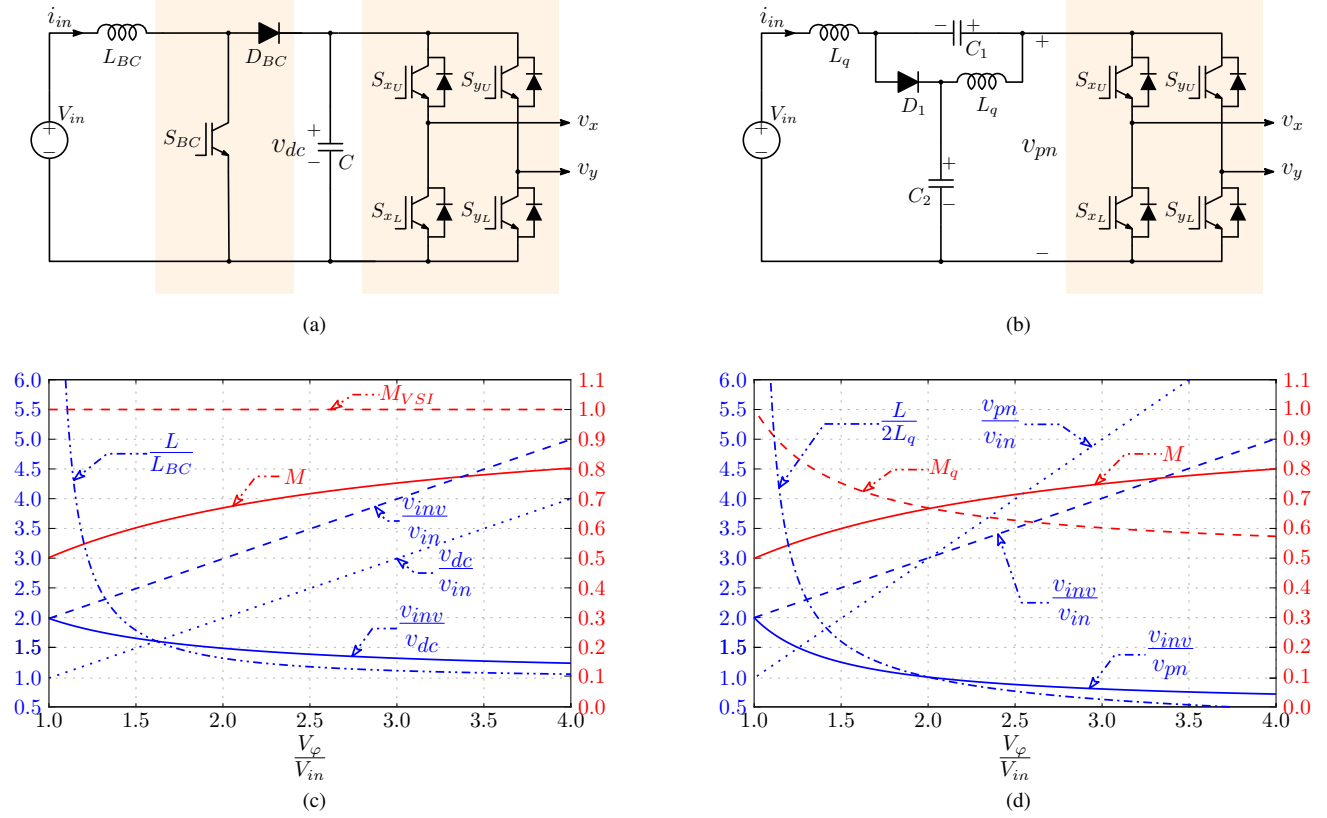 i_in L_BC D_BC S_BC V_in + − v_dc + − C S_xU S_yU S_xL S_yL v_x v_y
(a)
i_in L_q − + C_1 + D_1 L_q V_in + − C_2 + − v_pn − S_xU S_yU S_xL S_yL v_x v_y
(b)
6.0 5.5 5.0 4.5 4.0 3.5 3.0 2.5 2.0 1.5 1.0 0.5
1.1 1.0 0.9 0.8 0.7 0.6 0.5 0.4 0.3 0.2 0.1 0.0
M_VSI
L/L_BC
M
v_inv/v_in
v_dc/v_in
v_inv/v_dc
1.0 1.5 2.0 2.5 3.0 3.5 4.0
V_φ/V_in
(c)
6.0 5.5 5.0 4.5 4.0 3.5 3.0 2.5 2.0 1.5 1.0 0.5
1.1 1.0 0.9 0.8 0.7 0.6 0.5 0.4 0.3 0.2 0.1 0.0
L/2L_q
v_pn/v_in
M_q
M
v_inv/v_in
v_inv/v_pn
1.0 1.5 2.0 2.5 3.0 3.5 4.0
V_φ/V_in
(d)